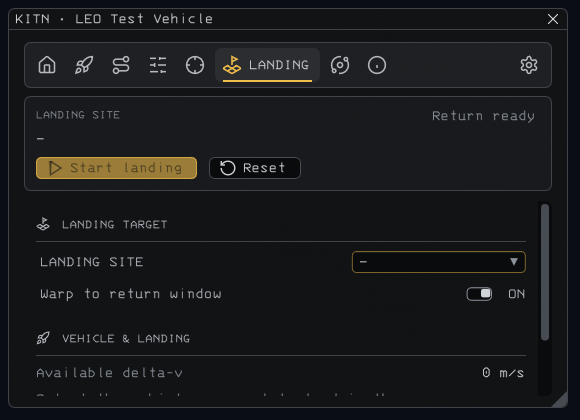 KITN · LEO Test Vehicle
LANDING
LANDING SITE
Return ready
–
Start landing
Reset
LANDING TARGET
LANDING SITE
–
Warp to return window
ON
VEHICLE & LANDING
Available delta-v
0 m/s